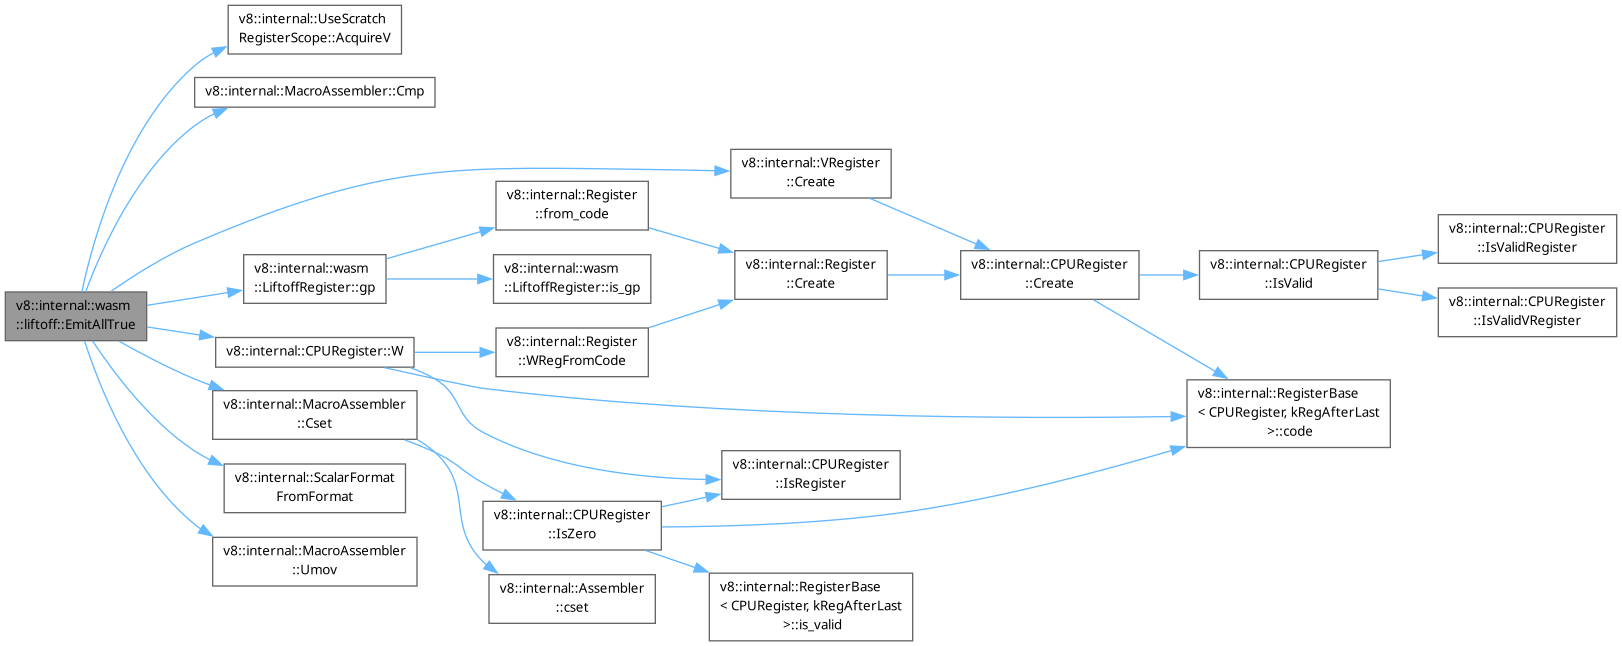 v8::internal::UseScratch
RegisterScope::AcquireV
v8::internal::MacroAssembler::Cmp
v8::internal::VRegister
::Create
v8::internal::Register
::from_code
v8::internal::CPURegister
::IsValidRegister
v8::internal::wasm
::LiftoffRegister::gp
v8::internal::wasm
::LiftoffRegister::is_gp
v8::internal::Register
::Create
v8::internal::CPURegister
::Create
v8::internal::CPURegister
::IsValid
v8::internal::wasm
::liftoff::EmitAllTrue
v8::internal::CPURegister
::IsValidVRegister
v8::internal::CPURegister::W
v8::internal::Register
::WRegFromCode
v8::internal::MacroAssembler
::Cset
v8::internal::RegisterBase
< CPURegister, kRegAfterLast
>::code
v8::internal::ScalarFormat
FromFormat
v8::internal::CPURegister
::IsRegister
v8::internal::CPURegister
::IsZero
v8::internal::MacroAssembler
::Umov
v8::internal::Assembler
::cset
v8::internal::RegisterBase
< CPURegister, kRegAfterLast
>::is_valid